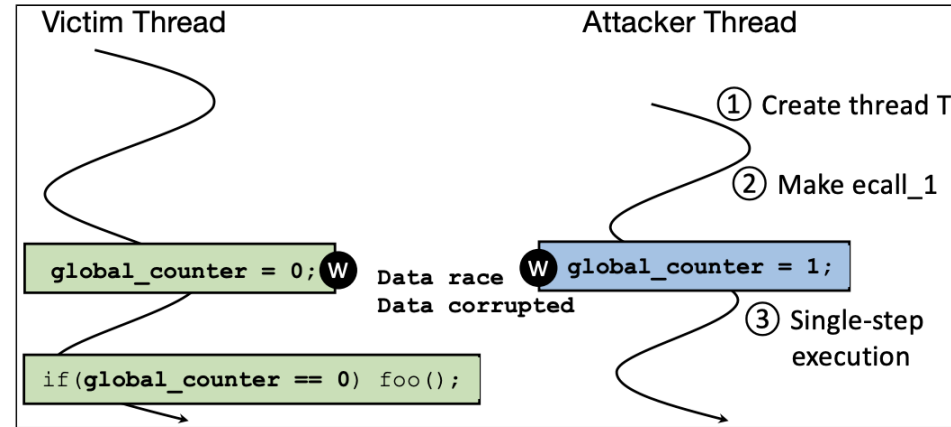 Victim Thread
Attacker Thread
① Create thread T
② Make ecall_1
global_counter = 0;
W
Data race
Data corrupted
W
global_counter = 1;
③ Single-step
execution
if(global_counter == 0) foo();